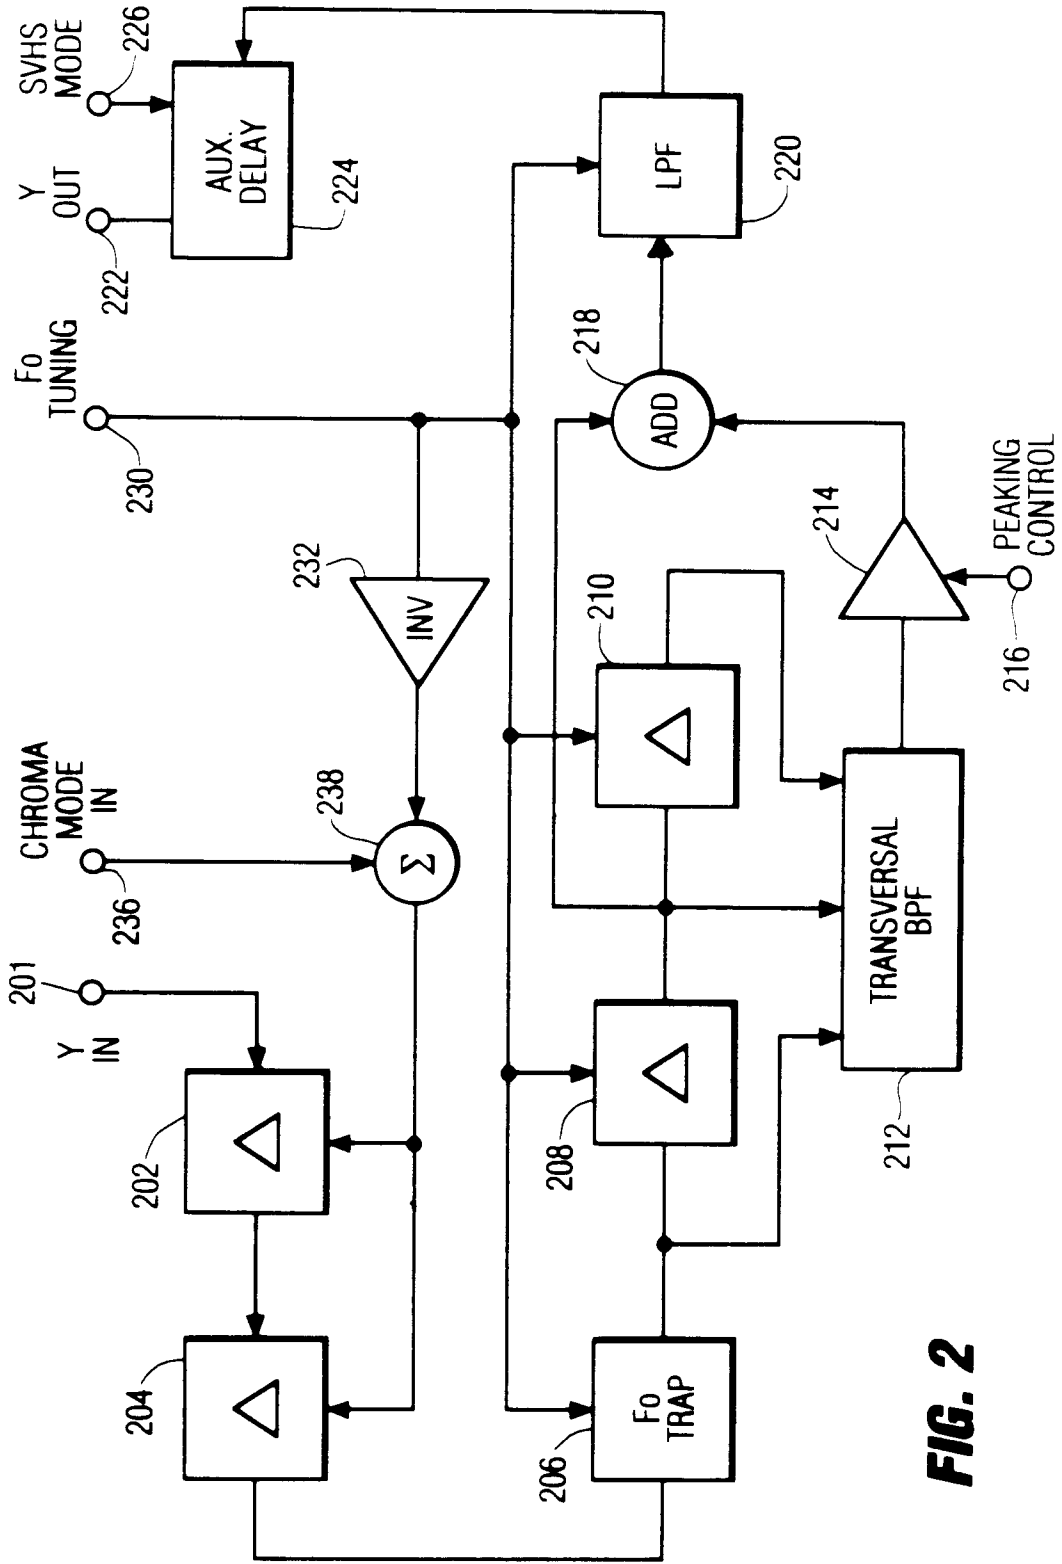 Y
IN
201
CHROMA
MODE
IN
236
Fo
TUNING
230
Y
OUT
222
SVHS
MODE
226
204
Δ
202
Δ
238
Σ
232
INV
AUX.
DELAY
224
206
Fo
TRAP
208
Δ
210
Δ
218
ADD
LPF
220
212
TRANSVERSAL
BPF
214
216
PEAKING
CONTROL
FIG. 2